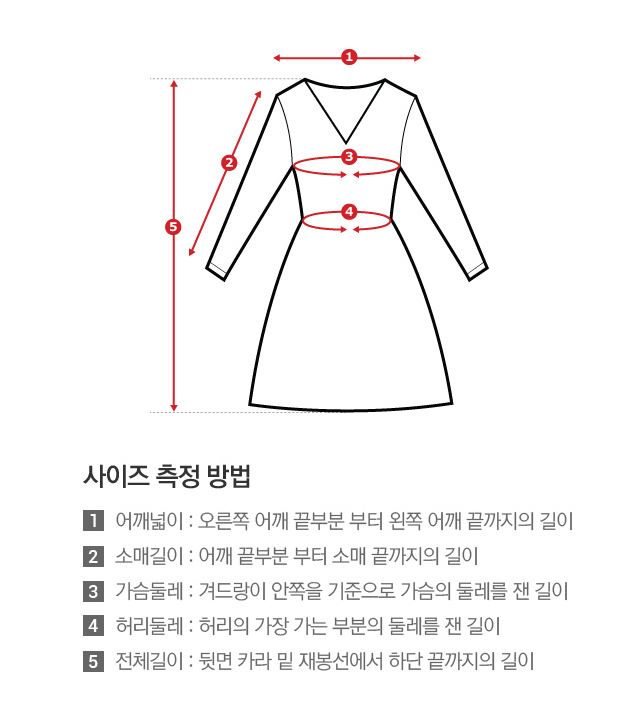 1
2
3
4
5
사이즈 측정 방법
1 어깨넓이 : 오른쪽 어깨 끝부분 부터 왼쪽 어깨 끝까지의 길이
2 소매길이 : 어깨 끝부분 부터 소매 끝까지의 길이
3 가슴둘레 : 겨드랑이 안쪽을 기준으로 가슴의 둘레를 잰 길이
4 허리둘레 : 허리의 가장 가는 부분의 둘레를 잰 길이
5 전체길이 : 뒷면 카라 밑 재봉선에서 하단 끝까지의 길이